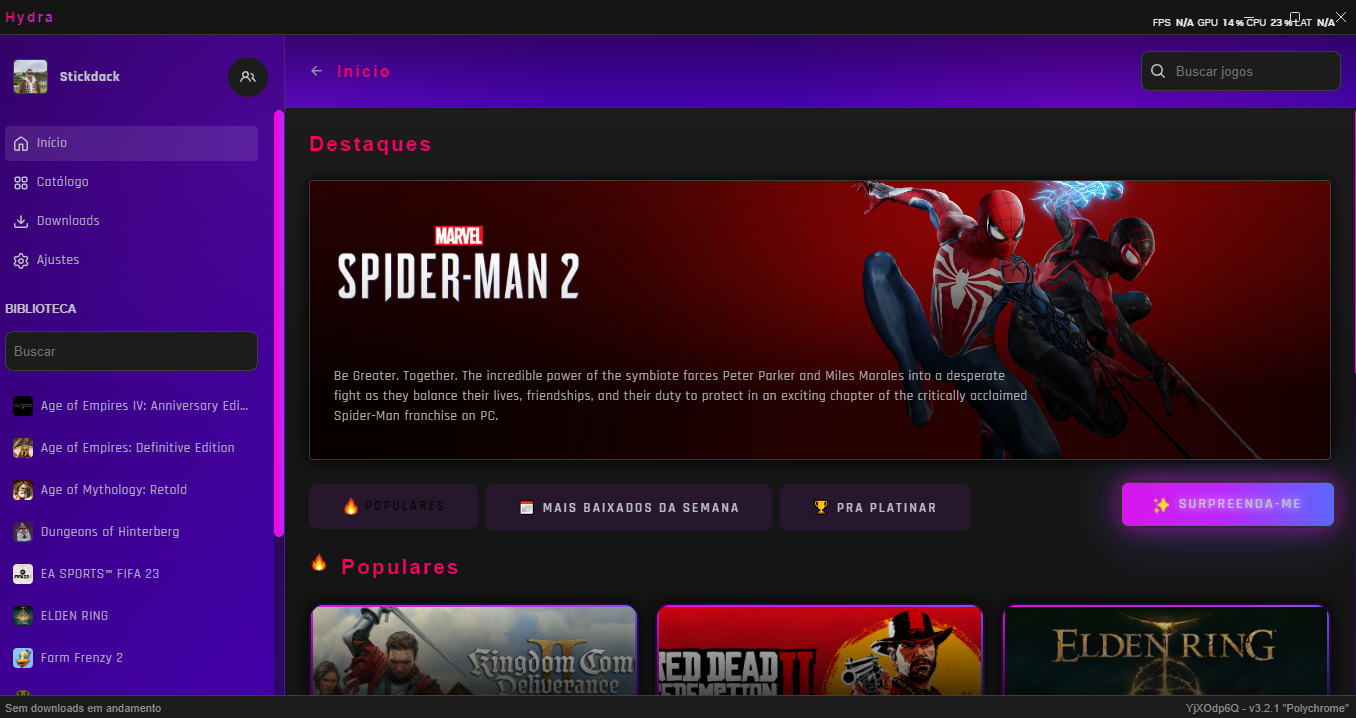 Hydra
FPS N/A GPU 14% CPU 23% LAT N/A
Stickdack
Início
Catálogo
Downloads
Ajustes
BIBLIOTECA
Buscar
Age of Empires IV: Anniversary Edi...
Age of Empires: Definitive Edition
Age of Mythology: Retold
Dungeons of Hinterberg
EA SPORTS™ FIFA 23
ELDEN RING
Farm Frenzy 2
Início
Buscar jogos
Destaques
MARVEL
SPIDER-MAN 2
Be Greater. Together. The incredible power of the symbiote forces Peter Parker and Miles Morales into a desperate
fight as they balance their lives, friendships, and their duty to protect in an exciting chapter of the critically acclaimed
Spider-Man franchise on PC.
🔥 POPULARES
📅 MAIS BAIXADOS DA SEMANA
🏆 PRA PLATINAR
✨ SURPREENDA-ME
🔥 Populares
Kingdom Com
II
Deliverance
RED DEAD
REDEMPTION II
ELDEN RING
Sem downloads em andamento
YjXOdp6Q - v3.2.1 "Polychrome"